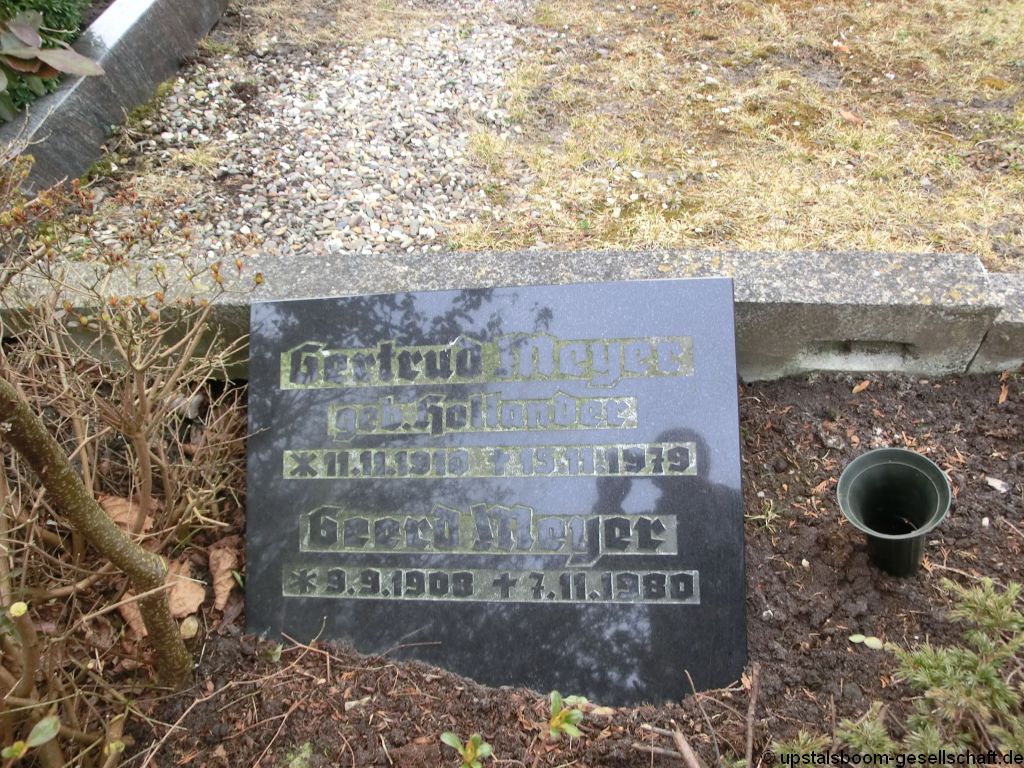 Gertrud Meyer
geb. Hollander
* 11.11.1910 † 15.11.1979
Geerd Meyer
* 9.9.1908 † 7.11.1980
© upstalsboom-gesellschaft.de